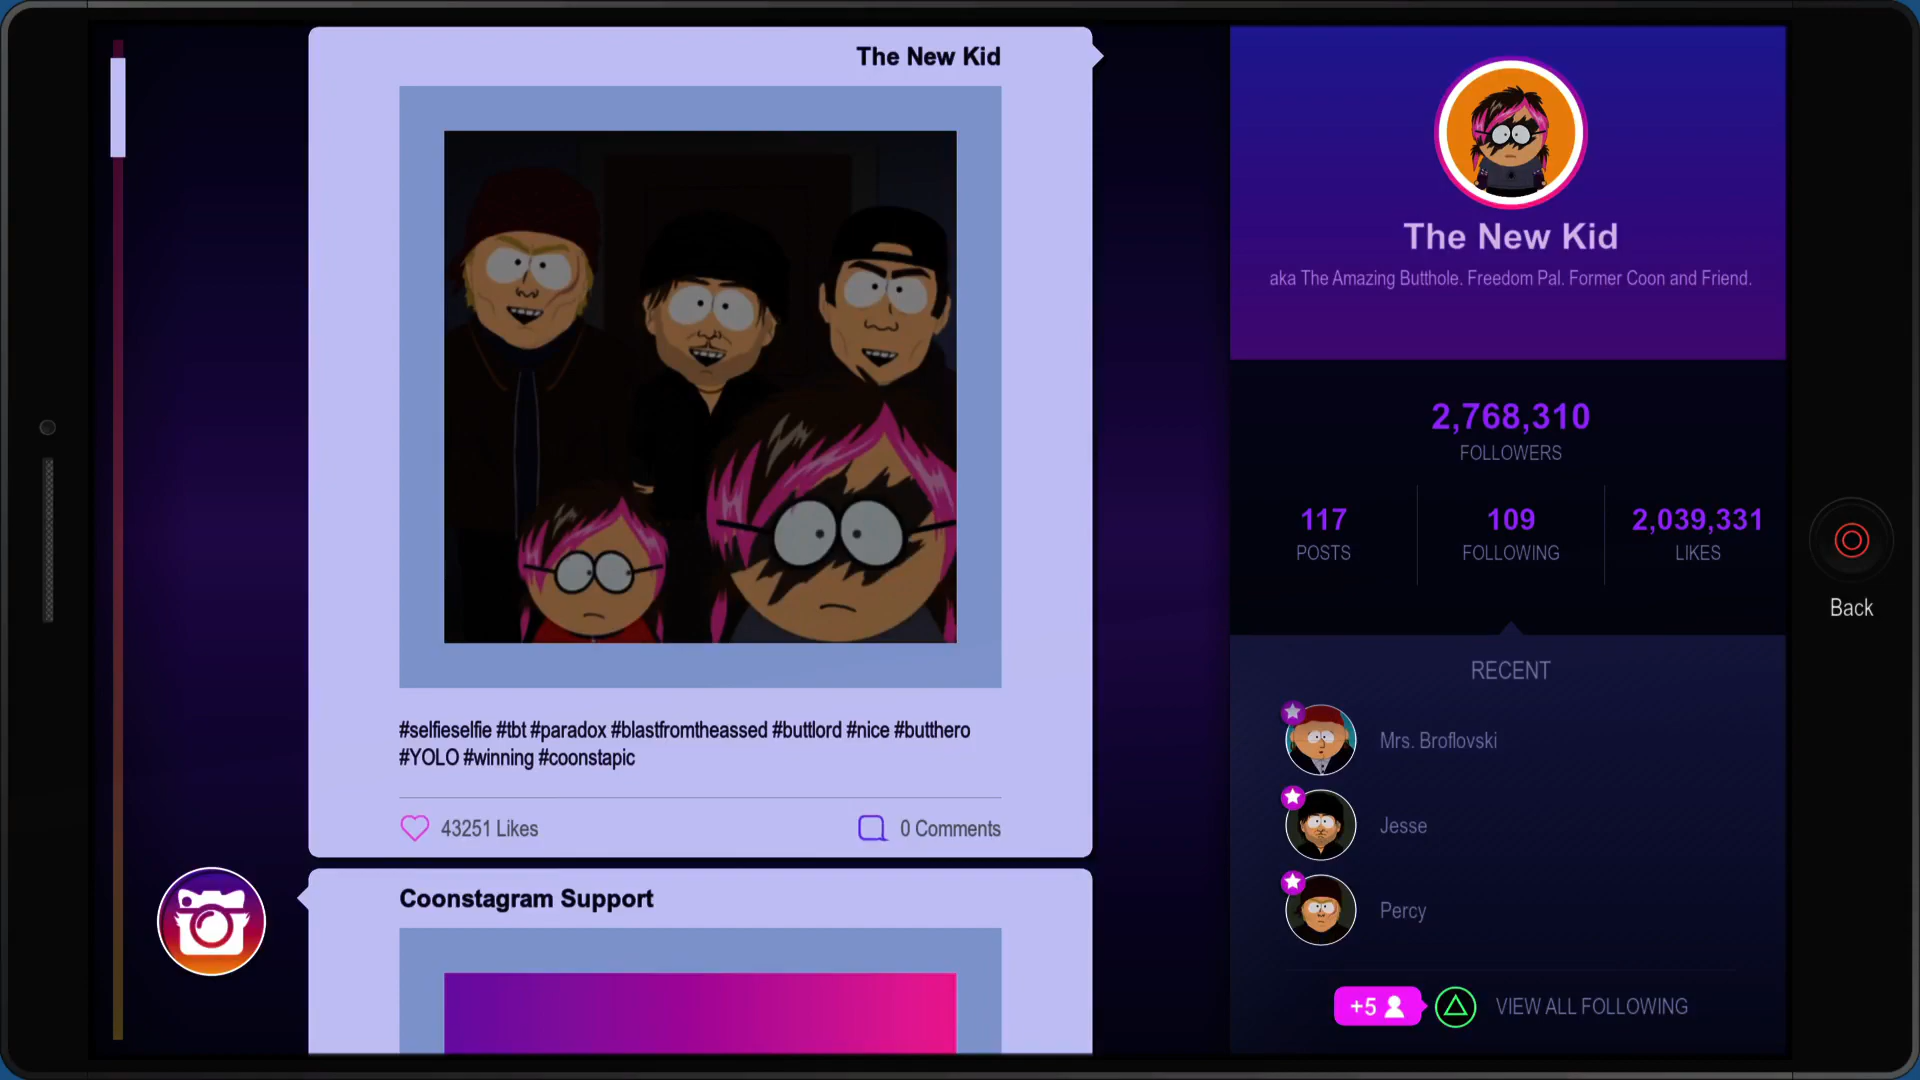 The New Kid
#selfieselfie #tbt #paradox #blastfromtheassed #buttlord #nice #butthero
#YOLO #winning #coonstapic
43251 Likes
0 Comments
Coonstagram Support
The New Kid
aka The Amazing Butthole. Freedom Pal. Former Coon and Friend.
2,768,310
FOLLOWERS
117
POSTS
109
FOLLOWING
2,039,331
LIKES
RECENT
Mrs. Broflovski
Jesse
Percy
+5
VIEW ALL FOLLOWING
Back